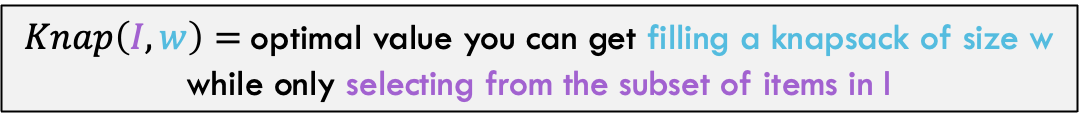 Knap(I, w) = optimal value you can get filling a knapsack of size w
while only selecting from the subset of items in I